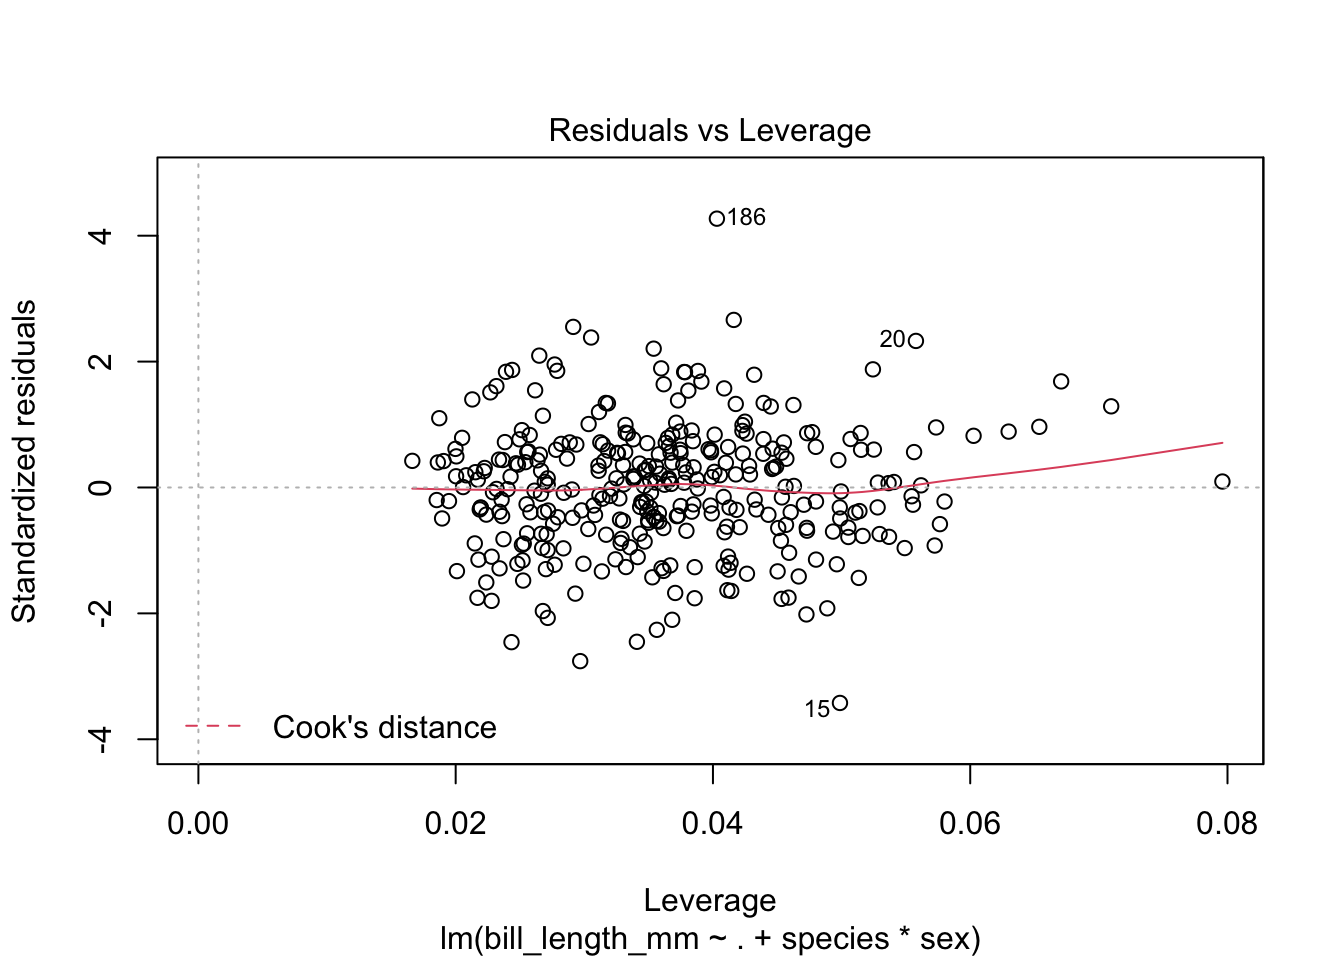 Residuals vs Leverage
Standardized residuals
4
2
0
-2
-4
186
20
15
Cook's distance
0.00 0.02 0.04 0.06 0.08
Leverage
lm(bill_length_mm ~ . + species * sex)